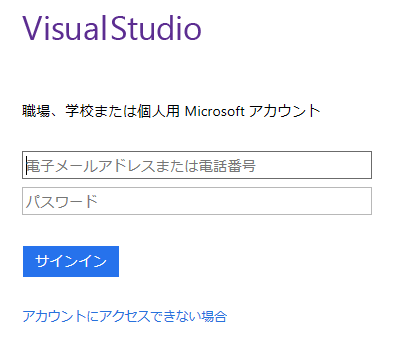 Visual Studio
職場、学校または個人用 Microsoft アカウント
電子メールアドレスまたは電話番号
パスワード
サインイン
アカウントにアクセスできない場合